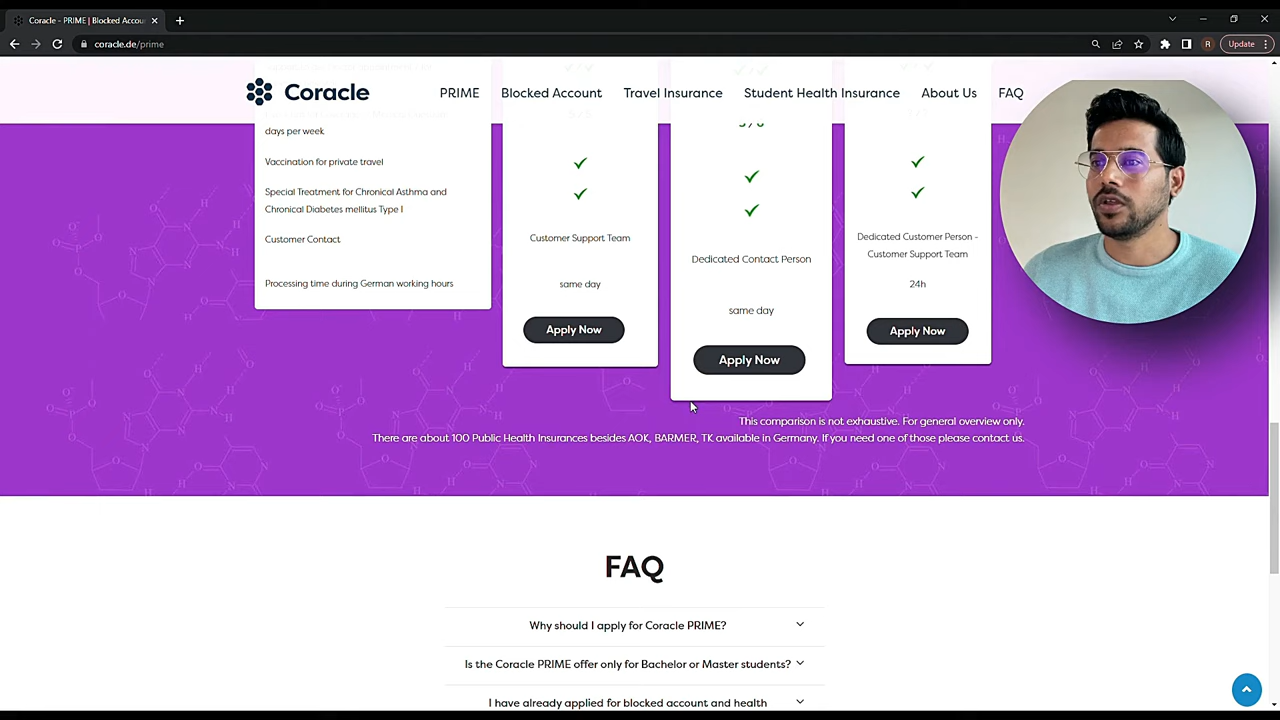 Coracle - PRIME | Blocked Accou
coracle.de/prime
R
Update
Coracle
PRIME
Blocked Account
Travel Insurance
Student Health Insurance
About Us
FAQ
days per week.
Vaccination for private travel
Special Treatment for Chronical Asthma and
Chronical Diabetes mellitus Type I
Customer Contact
Customer Support Team
Dedicated Contact Person
Dedicated Customer Person -
Customer Support Team
Processing time during German working hours
same day
same day
24h
Apply Now
Apply Now
Apply Now
This comparison is not exhaustive. For general overview only.
There are about 100 Public Health Insurances besides AOK, BARMER, TK available in Germany. If you need one of those please contact us.
FAQ
Why should I apply for Coracle PRIME?
Is the Coracle PRIME offer only for Bachelor or Master students?
I have already applied for blocked account and health